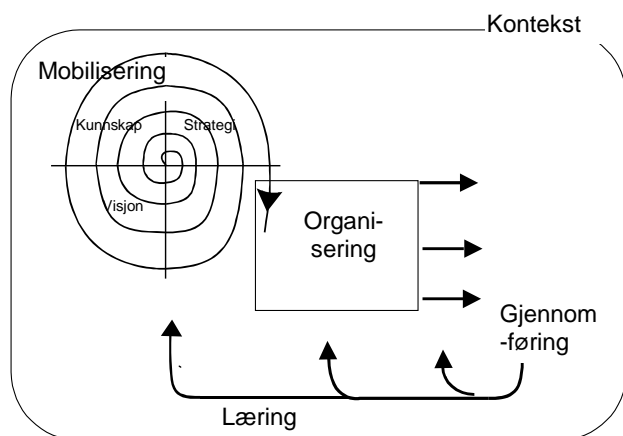 Kontekst
Mobilisering
Kunnskap
Strategi
Visjon
Organi-
sering
Gjennom
-føring
Læring